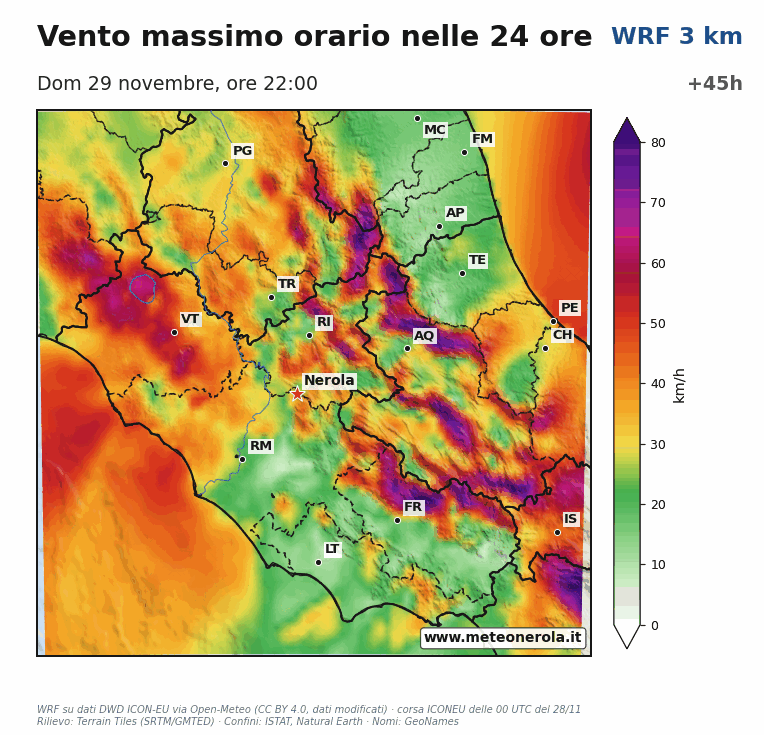 Vento massimo orario nelle 24 ore
WRF 3 km
Dom 29 novembre, ore 22:00
+45h
MC
FM
PG
AP
TE
TR
PE
VT
RI
AQ
CH
Nerola
RM
FR
IS
LT
www.meteonerola.it
80
70
60
50
40
30
20
10
0
km/h
WRF su dati DWD ICON-EU via Open-Meteo (CC BY 4.0, dati modificati) · corsa ICONEU delle 00 UTC del 28/11
Rilievo: Terrain Tiles (SRTM/GMTED) · Confini: ISTAT, Natural Earth · Nomi: GeoNames